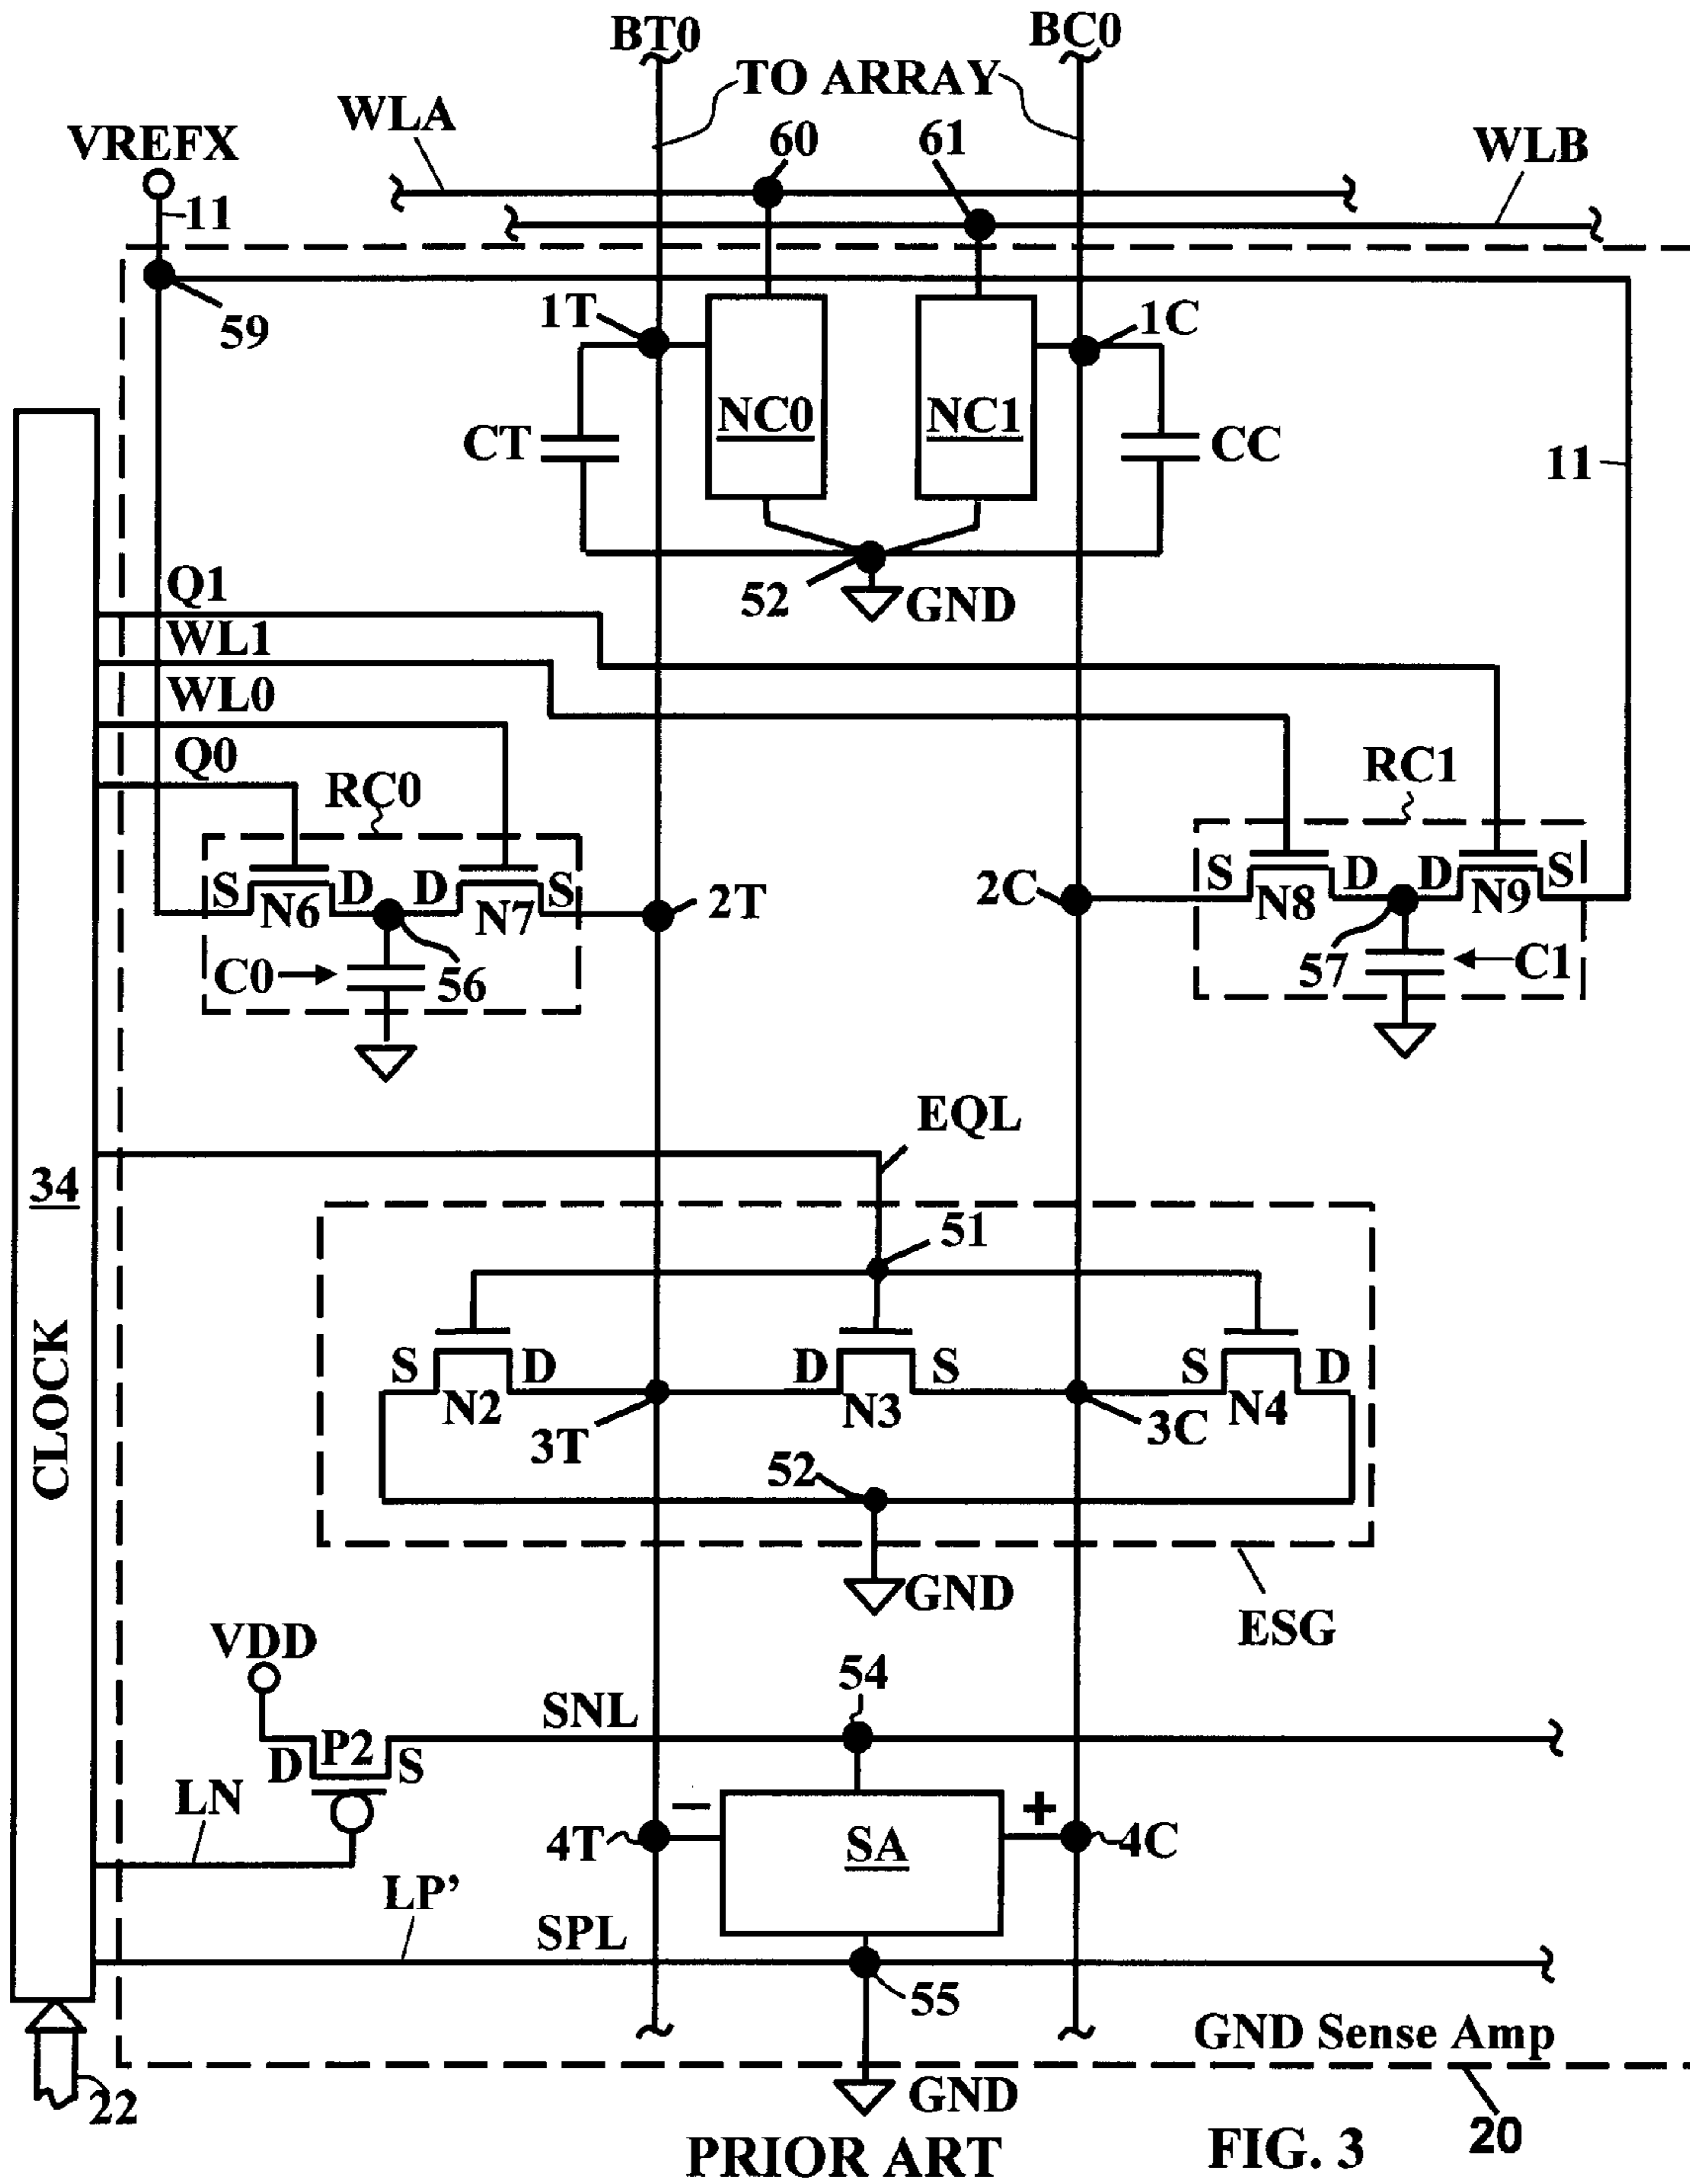 BT0 BC0
TO ARRAY
WLA
60 61
VREFX WLB
11
59
1T 1C
NC0 NC1
CT CC
11
52
GND
Q1
WL1
WL0
Q0
RC0 RC1
S D D S
N6 N7
2T 2C
S D D S
N8 N9
C0 56
57 C1
EQL
34
CLOCK
51
S D D S S D
N2 N3 N4
3T 3C
52
GND
ESG
VDD
54
SNL
P2
D S
LN
− +
4T SA 4C
LP’
SPL
55
GND Sense Amp
22
GND
20
PRIOR ART FIG. 3